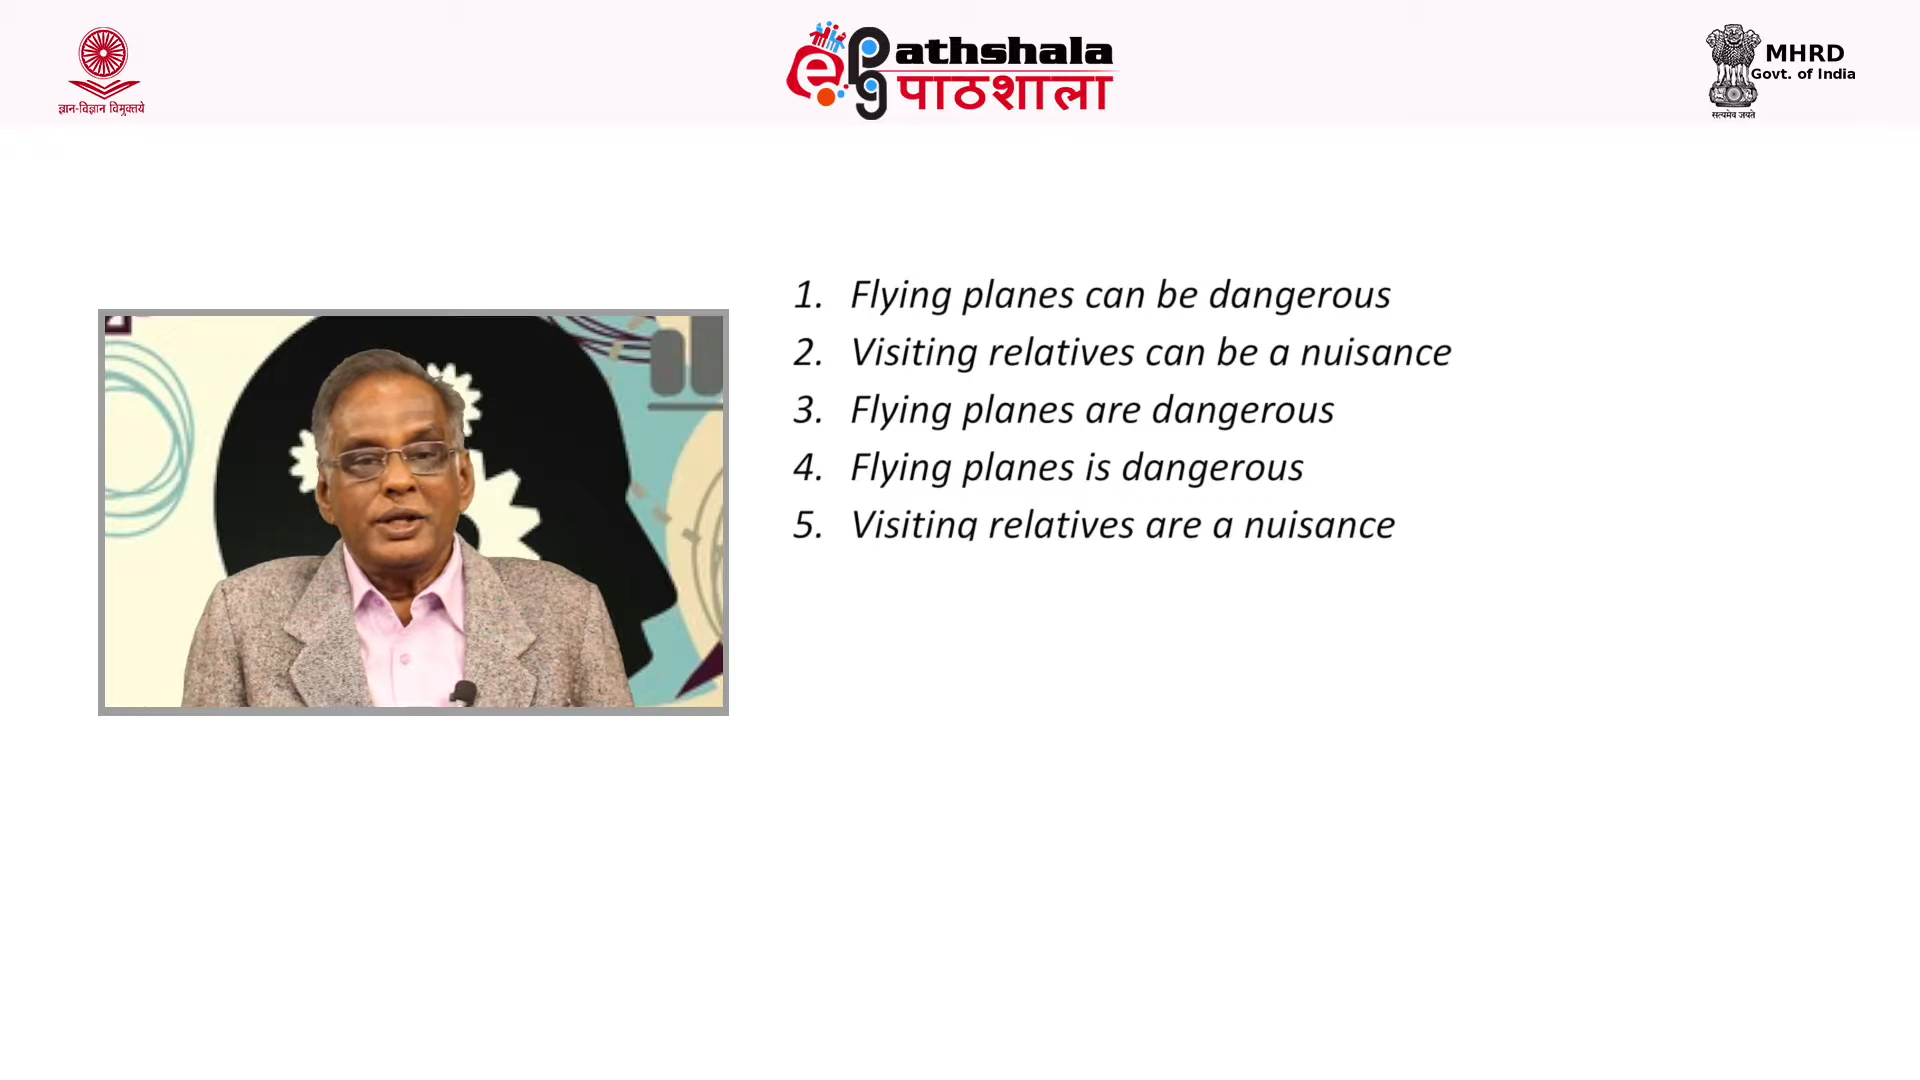 ज्ञान-विज्ञान विमुक्तये
ePathshala
पाठशाला
MHRD
Govt. of India
सत्यमेव जयते
1. Flying planes can be dangerous
2. Visiting relatives can be a nuisance
3. Flying planes are dangerous
4. Flying planes is dangerous
5. Visiting relatives are a nuisance